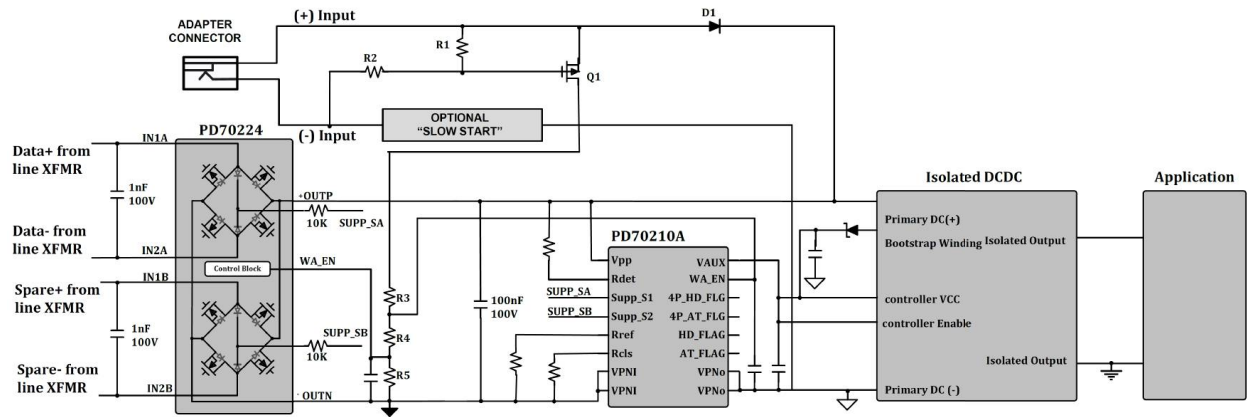 ADAPTER
CONNECTOR
(+) Input
D1
R1
R2
Q1
(-) Input
OPTIONAL
“SLOW START”
PD70224
Data+ from
line XFMR
IN1A
1nF
100V
Data- from
line XFMR
IN2A
+OUTP
10K
SUPP_SA
Control Block
WA_EN
Spare+ from
line XFMR
IN1B
1nF
100V
Spare- from
line XFMR
IN2B
SUPP_SB
10K
-OUTN
R3
R4
R5
100nF
100V
PD70210A
Vpp
Rdet
SUPP_SA
Supp_S1
SUPP_SB
Supp_S2
Rref
Rcls
VPNI
VPNI
VAUX
WA_EN
4P_HD_FLG
4P_AT_FLG
HD_FLAG
AT_FLAG
VPNo
VPNo
Isolated DCDC
Primary DC(+)
Bootstrap Winding
Isolated Output
controller VCC
controller Enable
Isolated Output
Primary DC (-)
Application